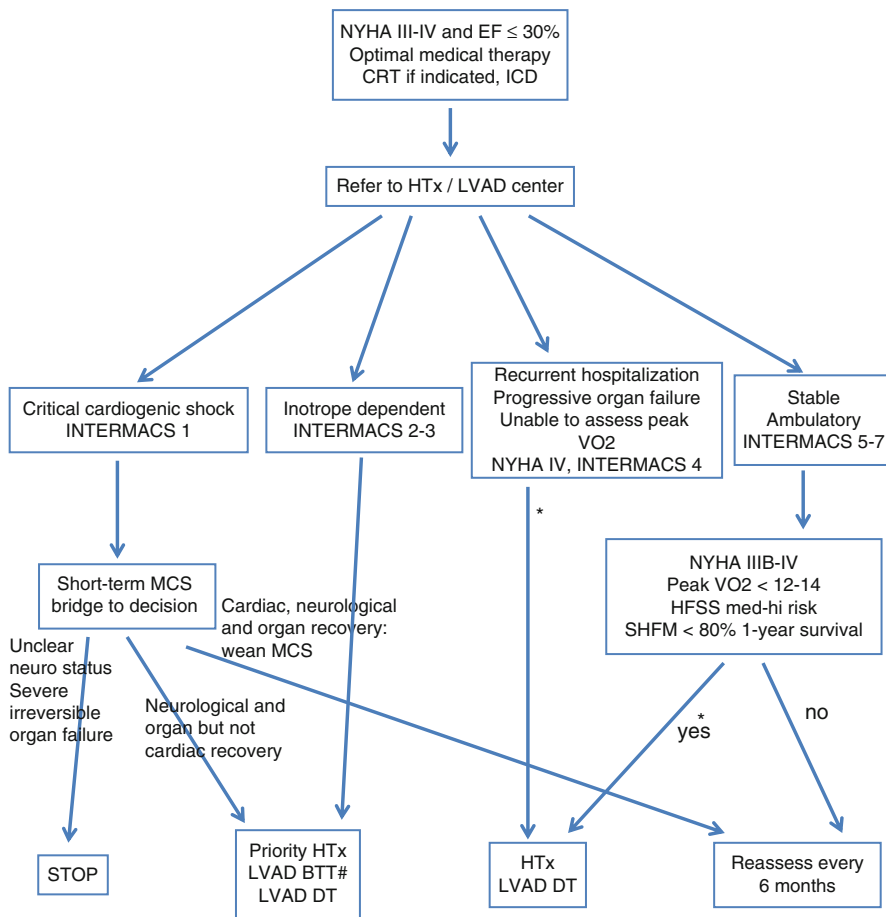 NYHA III-IV and EF ≤ 30%
Optimal medical therapy
CRT if indicated, ICD
Refer to HTx / LVAD center
Critical cardiogenic shock
INTERMACS 1
Inotrope dependent
INTERMACS 2-3
Recurrent hospitalization
Progressive organ failure
Unable to assess peak
VO2
NYHA IV, INTERMACS 4
Stable
Ambulatory
INTERMACS 5-7
*
Short-term MCS
bridge to decision
NYHA IIIB-IV
Peak VO2 < 12-14
HFSS med-hi risk
SHFM < 80% 1-year survival
Unclear
neuro status
Severe
irreversible
organ failure
Neurological and
organ but not
cardiac recovery
Cardiac, neurological
and organ recovery:
wean MCS
yes*
no
STOP
Priority HTx
LVAD BTT#
LVAD DT
HTx
LVAD DT
Reassess every
6 months